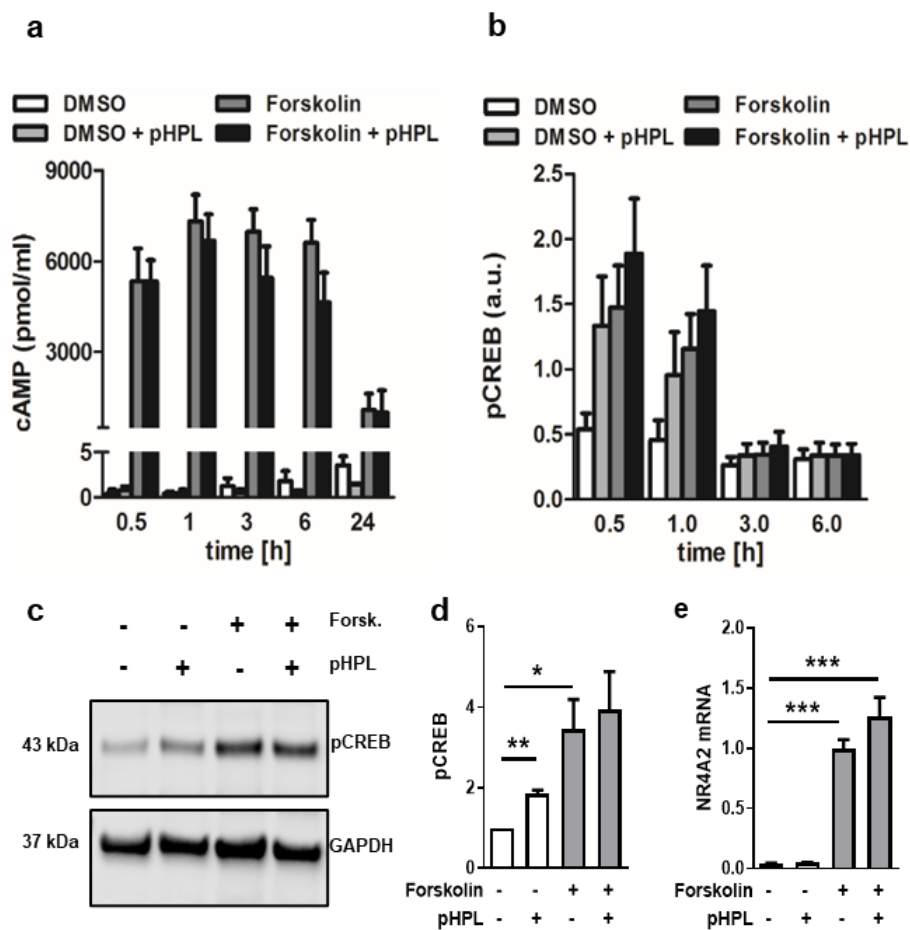 a
DMSO
Forskolin
DMSO + pHPL
Forskolin + pHPL
cAMP (pmol/ml)
9000
6000
3000
5
0
0.5 1 3 6 24
time [h]
b
DMSO
Forskolin
DMSO + pHPL
Forskolin + pHPL
pCREB (a.u.)
2.5
2.0
1.5
1.0
0.5
0.0
0.5 1.0 3.0 6.0
time [h]
c
- - + + Forsk.
- + - + pHPL
43 kDa pCREB
37 kDa GAPDH
d
pCREB
6
4
2
0
*
**
Forskolin - - + +
pHPL - + - +
e
NR4A2 mRNA
2.0
1.5
1.0
0.5
0.0
***
***
Forskolin - - + +
pHPL - + - +